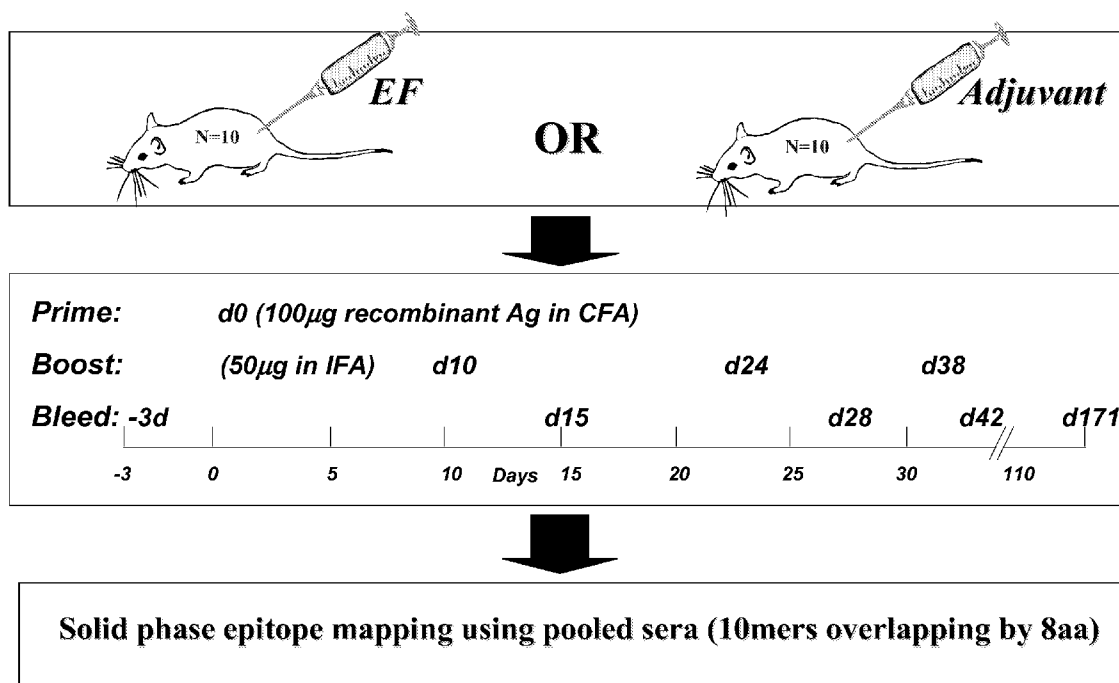 EF
Adjuvant
N=10
OR
N=10
Prime: d0 (100µg recombinant Ag in CFA)
Boost: (50µg in IFA) d10 d24 d38
Bleed: -3d d15 d28 d42 d171
-3 0 5 10 Days 15 20 25 30 110
Solid phase epitope mapping using pooled sera (10mers overlapping by 8aa)